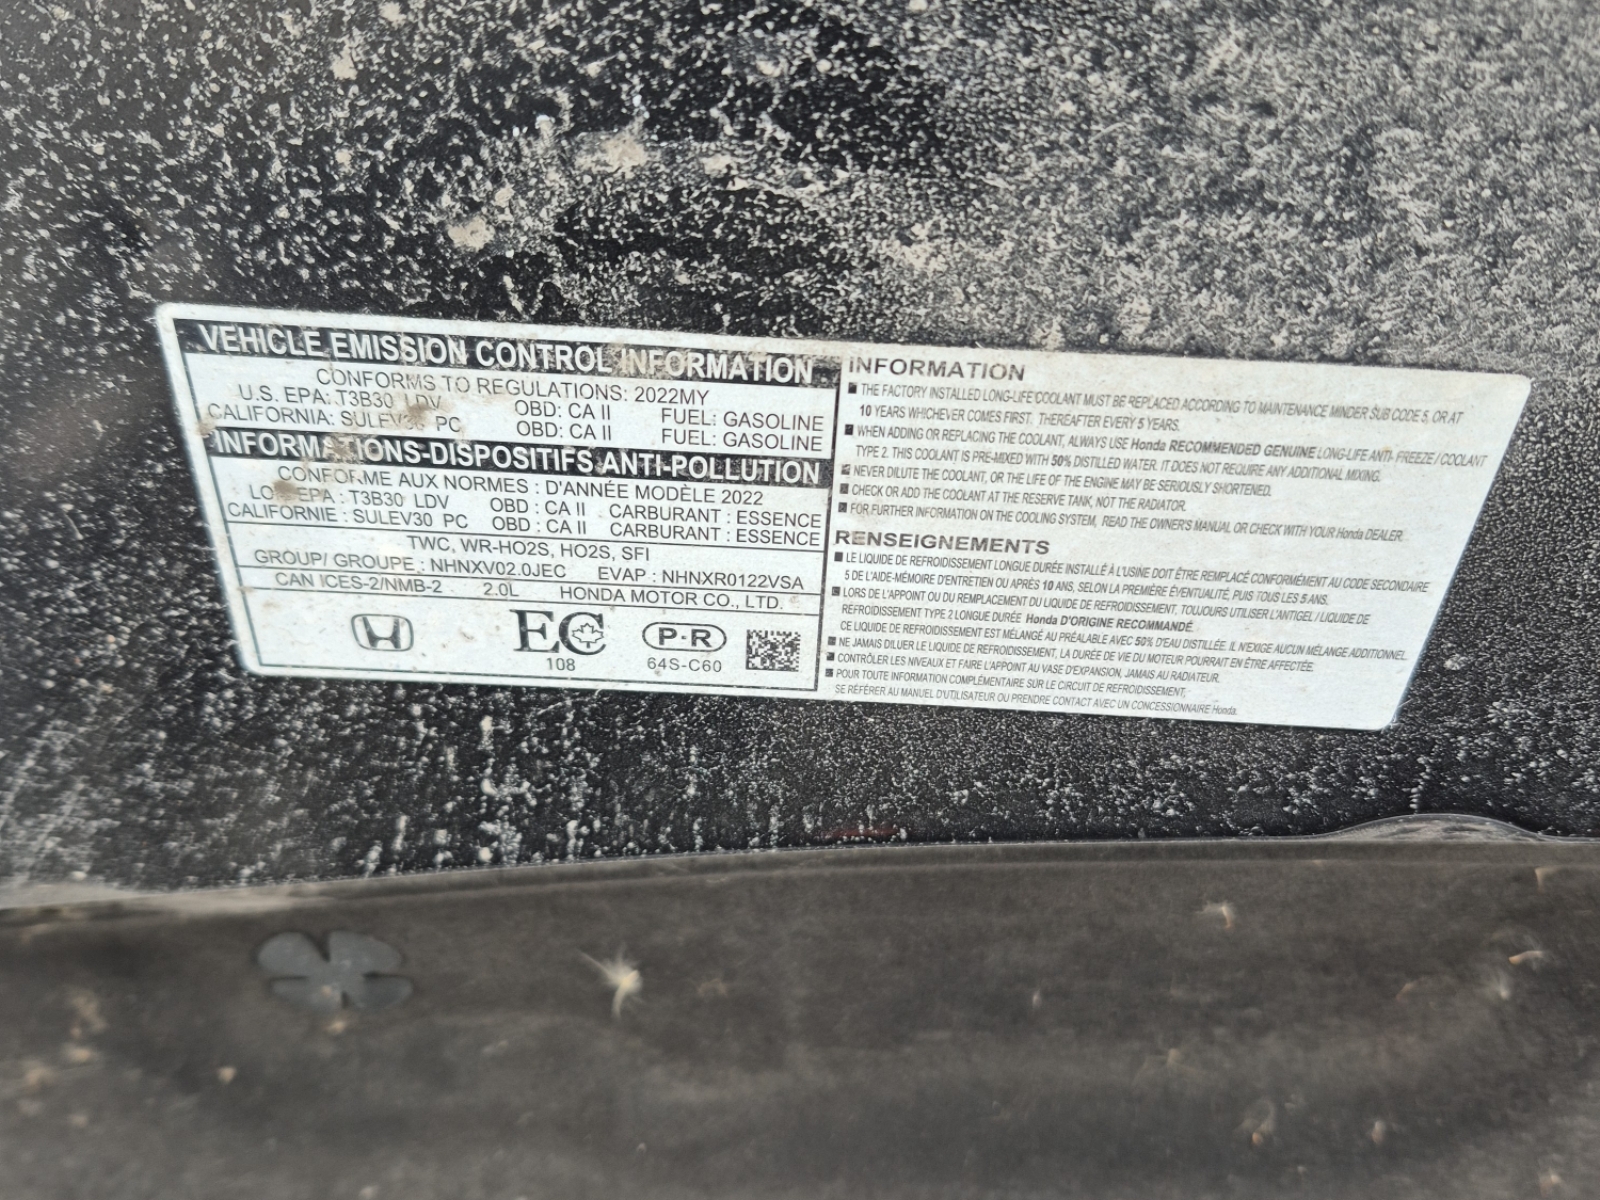 VEHICLE EMISSION CONTROL INFORMATION
CONFORMS TO REGULATIONS: 2022MY
U.S. EPA: T3B30 LDV OBD: CA II FUEL: GASOLINE
CALIFORNIA: SULEV30 PC OBD: CA II FUEL: GASOLINE
INFORMATIONS-DISPOSITIFS ANTI-POLLUTION
CONFORME AUX NORMES : D'ANNÉE MODÈLE 2022
LOI EPA : T3B30 LDV OBD : CA II CARBURANT : ESSENCE
CALIFORNIE : SULEV30 PC OBD : CA II CARBURANT : ESSENCE
TWC, WR-HO2S, HO2S, SFI
GROUP/ GROUPE : NHNXV02.0JEC EVAP : NHNXR0122VSA
CAN ICES-2/NMB-2 2.0L HONDA MOTOR CO., LTD.
EC P-R
108 64S-C60
INFORMATION
■ THE FACTORY INSTALLED LONG-LIFE COOLANT MUST BE REPLACED ACCORDING TO MAINTENANCE MINDER SUB CODE 5, OR AT
10 YEARS WHICHEVER COMES FIRST. THEREAFTER EVERY 5 YEARS.
■ WHEN ADDING OR REPLACING THE COOLANT, ALWAYS USE Honda RECOMMENDED GENUINE LONG-LIFE ANTI-FREEZE / COOLANT
TYPE 2. THIS COOLANT IS PRE-MIXED WITH 50% DISTILLED WATER. IT DOES NOT REQUIRE ANY ADDITIONAL MIXING.
■ NEVER DILUTE THE COOLANT, OR THE LIFE OF THE ENGINE MAY BE SERIOUSLY SHORTENED.
■ CHECK OR ADD THE COOLANT AT THE RESERVE TANK, NOT THE RADIATOR.
■ FOR FURTHER INFORMATION ON THE COOLING SYSTEM, READ THE OWNER'S MANUAL OR CHECK WITH YOUR Honda DEALER.
RENSEIGNEMENTS
■ LE LIQUIDE DE REFROIDISSEMENT LONGUE DURÉE INSTALLÉ À L'USINE DOIT ÊTRE REMPLACÉ CONFORMÉMENT AU CODE SECONDAIRE
5 DE L'AIDE-MÉMOIRE D'ENTRETIEN OU APRÈS 10 ANS, SELON LA PREMIÈRE ÉVENTUALITÉ, PUIS TOUS LES 5 ANS.
■ LORS DE L'APPOINT OU DU REMPLACEMENT DU LIQUIDE DE REFROIDISSEMENT, TOUJOURS UTILISER L'ANTIGEL / LIQUIDE DE
REFROIDISSEMENT TYPE 2 LONGUE DURÉE Honda D'ORIGINE RECOMMANDÉ.
CE LIQUIDE DE REFROIDISSEMENT EST MÉLANGÉ AU PRÉALABLE AVEC 50% D'EAU DISTILLÉE. IL N'EXIGE AUCUN MÉLANGE ADDITIONNEL.
■ NE JAMAIS DILUER LE LIQUIDE DE REFROIDISSEMENT, LA DURÉE DE VIE DU MOTEUR POURRAIT EN ÊTRE AFFECTÉE.
■ CONTRÔLER LES NIVEAUX ET FAIRE L'APPOINT AU VASE D'EXPANSION, JAMAIS AU RADIATEUR.
■ POUR TOUTE INFORMATION COMPLÉMENTAIRE SUR LE CIRCUIT DE REFROIDISSEMENT,
SE RÉFÉRER AU MANUEL D'UTILISATEUR OU PRENDRE CONTACT AVEC UN CONCESSIONNAIRE Honda.